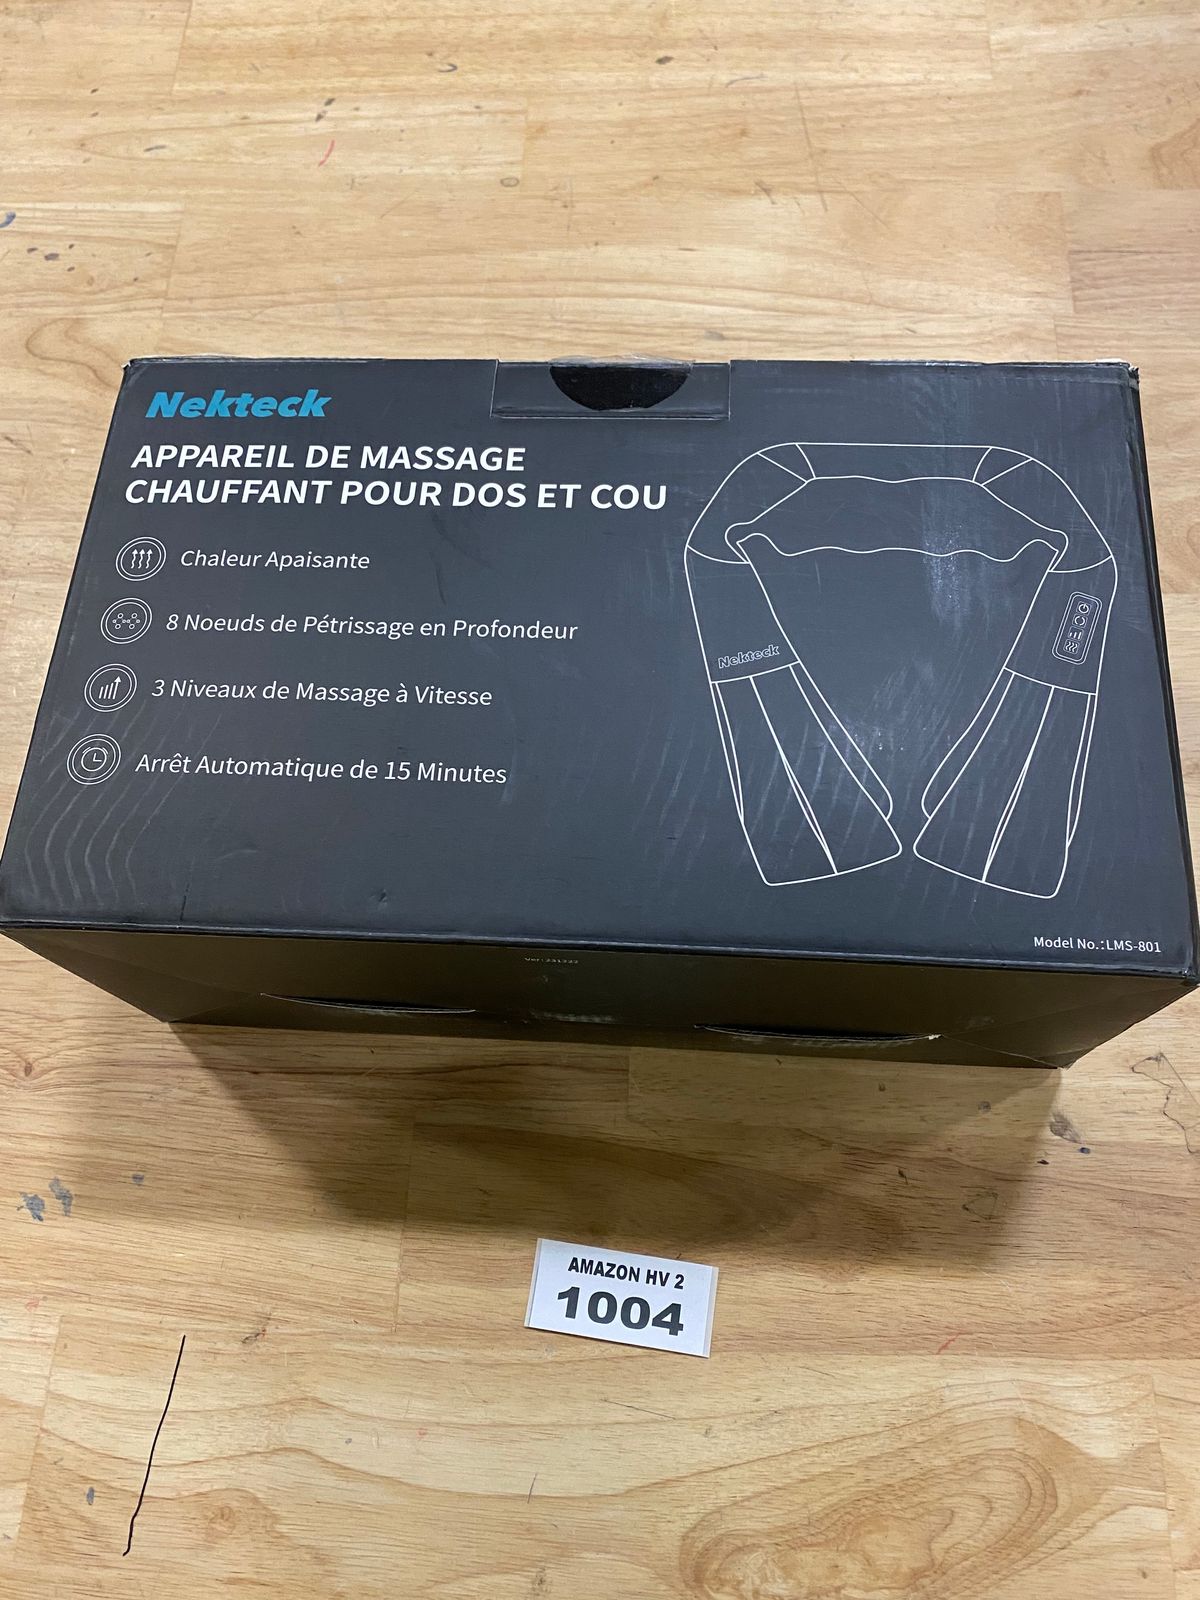 Nekteck
APPAREIL DE MASSAGE
CHAUFFANT POUR DOS ET COU
Chaleur Apaisante
8 Noeuds de Pétrissage en Profondeur
3 Niveaux de Massage à Vitesse
Arrêt Automatique de 15 Minutes
Nekteck
Model No.:LMS-801
AMAZON HV 2
1004